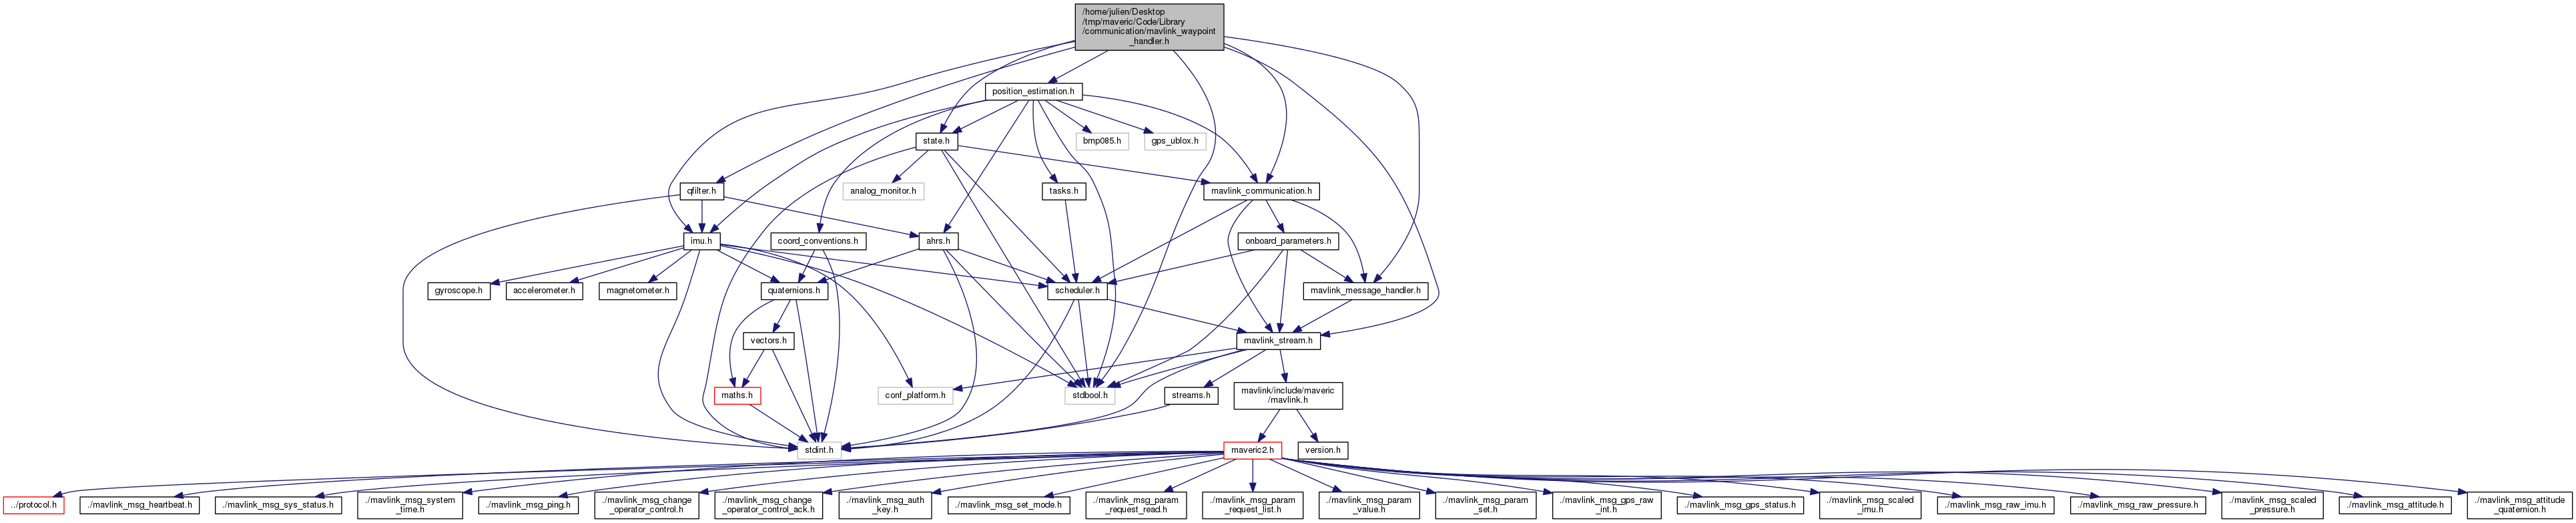 /home/julien/Desktop
/tmp/maveric/Code/Library
/communication/mavlink_waypoint
_handler.h
position_estimation.h
state.h
bmp085.h
gps_ublox.h
qfilter.h
analog_monitor.h
tasks.h
mavlink_communication.h
imu.h
coord_conventions.h
ahrs.h
onboard_parameters.h
gyroscope.h
accelerometer.h
magnetometer.h
quaternions.h
scheduler.h
mavlink_message_handler.h
vectors.h
mavlink_stream.h
maths.h
conf_platform.h
stdbool.h
streams.h
mavlink/include/maveric
/mavlink.h
stdint.h
maveric2.h
version.h
../protocol.h
./mavlink_msg_heartbeat.h
./mavlink_msg_sys_status.h
./mavlink_msg_system
_time.h
./mavlink_msg_ping.h
./mavlink_msg_change
_operator_control.h
./mavlink_msg_change
_operator_control_ack.h
./mavlink_msg_auth
_key.h
./mavlink_msg_set_mode.h
./mavlink_msg_param
_request_read.h
./mavlink_msg_param
_request_list.h
./mavlink_msg_param
_value.h
./mavlink_msg_param
_set.h
./mavlink_msg_gps_raw
_int.h
./mavlink_msg_gps_status.h
./mavlink_msg_scaled
_imu.h
./mavlink_msg_raw_imu.h
./mavlink_msg_raw_pressure.h
./mavlink_msg_scaled
_pressure.h
./mavlink_msg_attitude.h
./mavlink_msg_attitude
_quaternion.h